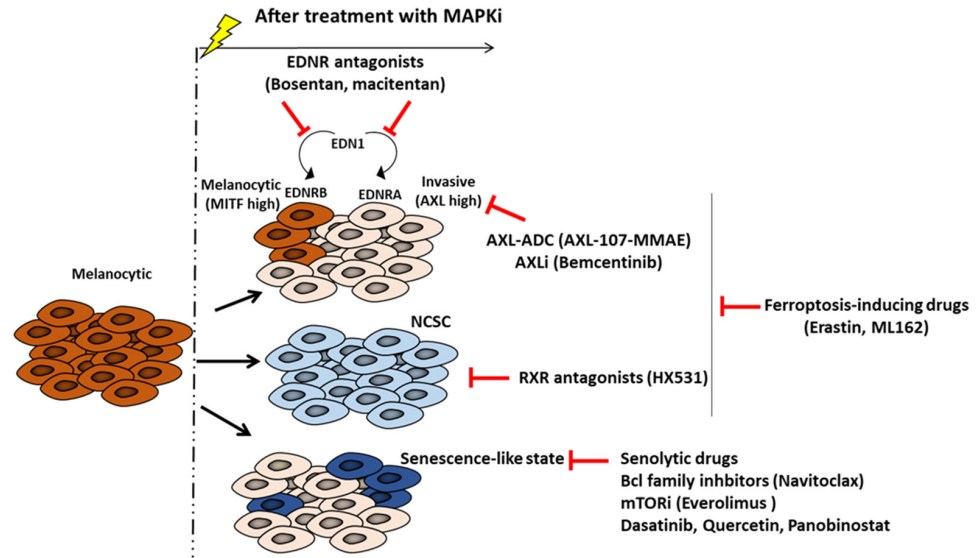 After treatment with MAPKi
EDNR antagonists
(Bosentan, macitentan)
EDN1
Melanocytic
(MITF high)
EDNRB
EDNRA
Invasive
(AXL high)
AXL-ADC (AXL-107-MMAE)
AXLi (Bemcentinib)
Melanocytic
Ferroptosis-inducing drugs
(Erastin, ML162)
NCSC
RXR antagonists (HX531)
Senescence-like state
Senolytic drugs
Bcl family inhbitors (Navitoclax)
mTORi (Everolimus )
Dasatinib, Quercetin, Panobinostat